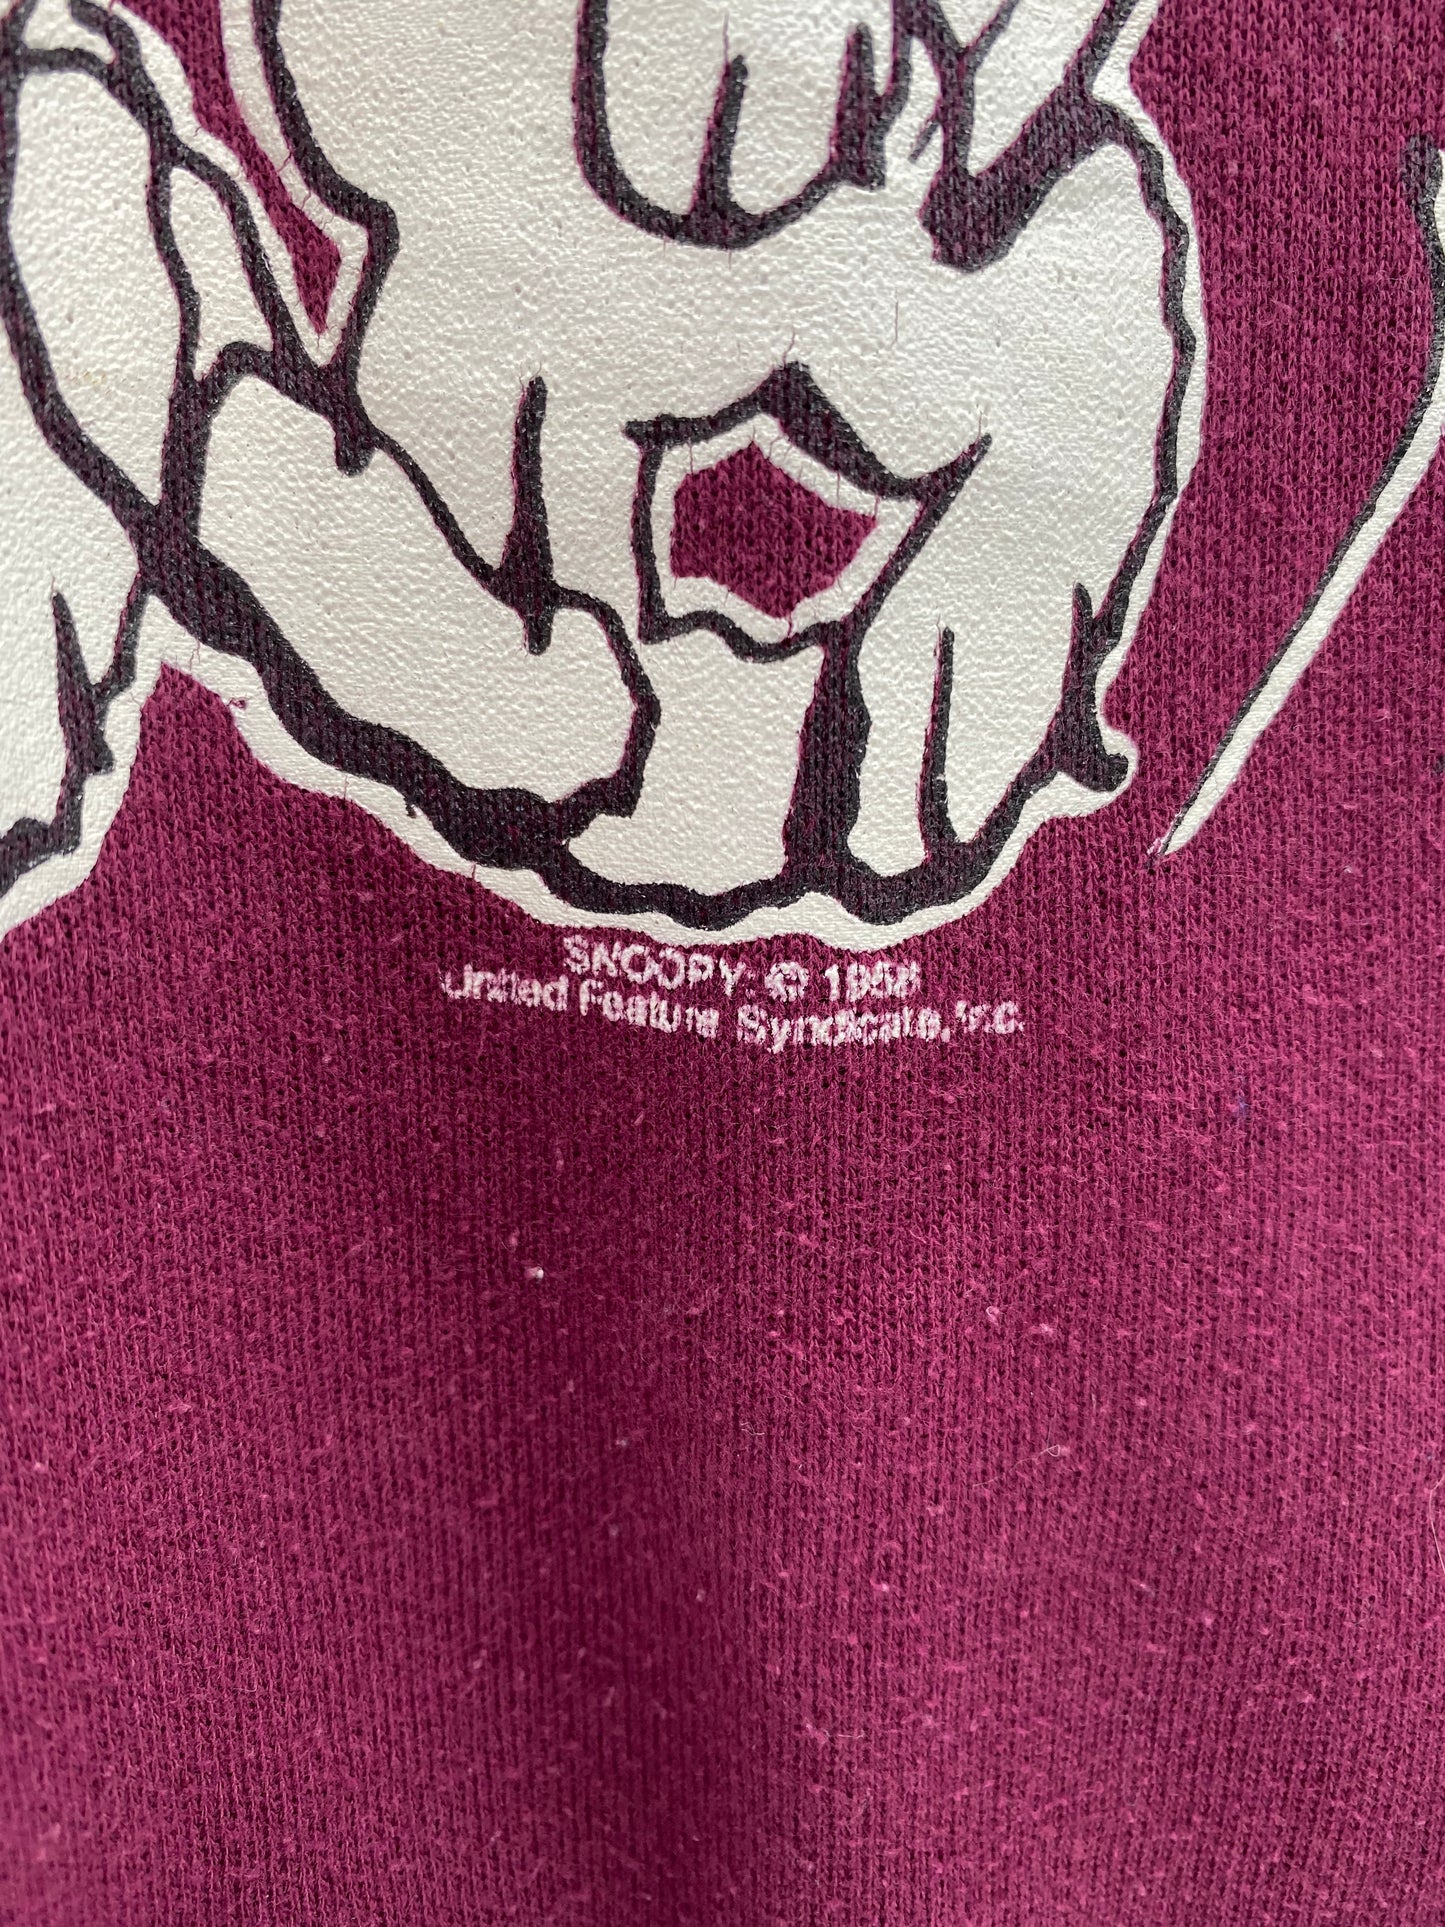 SNOOPY: © 1958
United Feature Syndicate, Inc.